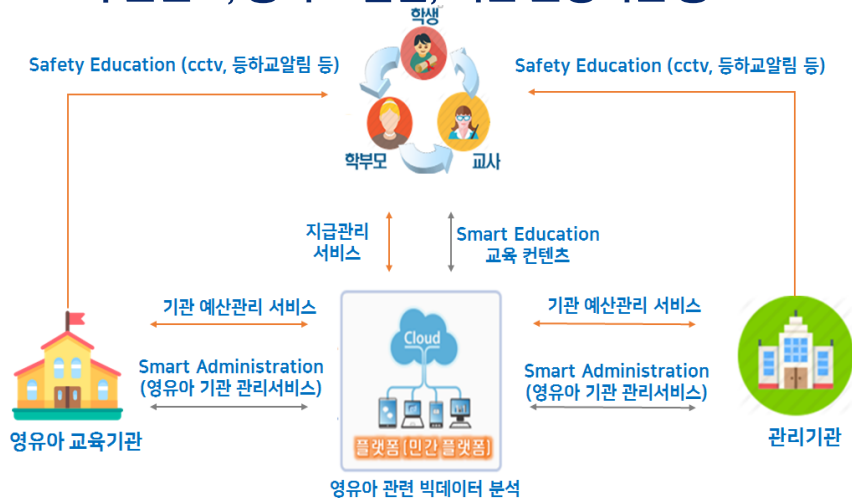 학생
Safety Education (cctv, 등하교알림 등)
Safety Education (cctv, 등하교알림 등)
학부모
교사
지급관리
서비스
Smart Education
교육 컨텐츠
기관 예산관리 서비스
기관 예산관리 서비스
Cloud
Smart Administration
(영유아 기관 관리서비스)
Smart Administration
(영유아 기관 관리서비스)
영유아 교육기관
플랫폼(민간 플랫폼)
관리기관
영유아 관련 빅데이터 분석